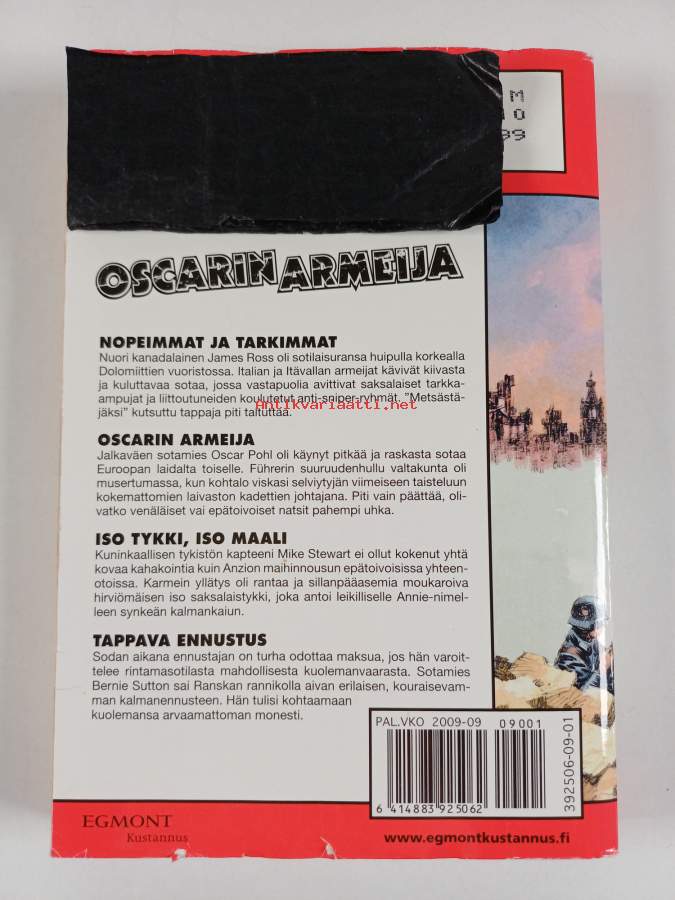 M
10
99
OSCARIN ARMEIJA
NOPEIMMAT JA TARKIMMAT
Nuori kanadalainen James Ross oli sotilasuransa huipulla korkealla
Dolomiittien vuoristossa. Italian ja Itävallan armeijat kävivät kiivasta
ja kuluttavaa sotaa, jossa vastapuolia avittivat saksalaiset tarkka-
ampujat ja liittoutuneiden koulutetut anti-sniper-ryhmät. ”Metsästä-
jäksi” kutsuttu tappaja piti taltuttaa.
Antikvariaatti.net
OSCARIN ARMEIJA
Jalkaväen sotamies Oscar Pohl oli käynyt pitkää ja raskasta sotaa
Euroopan laidalta toiselle. Führerin suuruudenhullu valtakunta oli
musertumassa, kun kohtalo viskasi selviytyjän viimeiseen taisteluun
kokemattomien laivaston kadettien johtajana. Piti vain päättää, oli-
vatko venäläiset vai epätoivoiset natsit pahempi uhka.
ISO TYKKI, ISO MAALI
Kuninkaallisen tykistön kapteeni Mike Stewart ei ollut kokenut yhtä
kovaa kahakointia kuin Anzion maihinnousun epätoivoisissa yhteen-
otoissa. Karmein yllätys oli rantaa ja sillanpääasemia moukaroiva
hirviömäisen iso saksalaistykki, joka antoi leikilliselle Annie-nimel-
leen synkeän kalmankaiun.
TAPPAVA ENNUSTUS
Sodan aikana ennustajan on turha odottaa maksua, jos hän varoit-
telee rintamasotilasta mahdollisesta kuolemanvaarasta. Sotamies
Bernie Sutton sai Ranskan rannikolla aivan erilaisen, kouraisevam-
man kalmanennusteen. Hän tulisi kohtaamaan
kuolemansa arvaamattoman monesti.
PAL.VKO 2009-09
09001
6 414883 925062
392506-09-01
EGMONT
Kustannus
www.egmontkustannus.fi